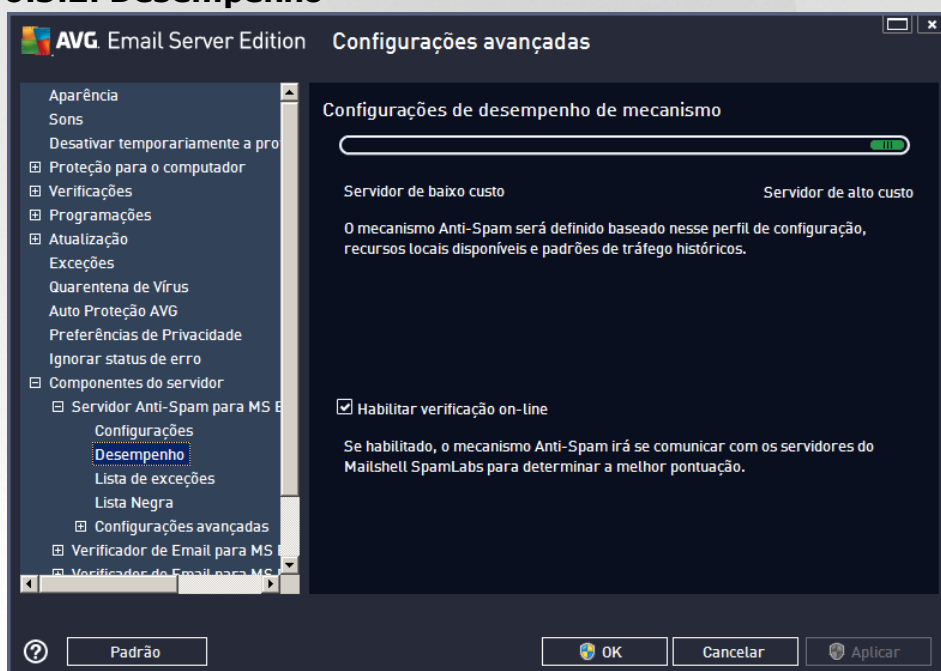 AVG. Email Server Edition Configurações avançadas
Aparência
Sons
Desativar temporariamente a pro
Proteção para o computador
Verificações
Programações
Atualização
Exceções
Quarentena de Vírus
Auto Proteção AVG
Preferências de Privacidade
Ignorar status de erro
Componentes do servidor
Servidor Anti-Spam para MS E
Configurações
Desempenho
Lista de exceções
Lista Negra
Configurações avançadas
Verificador de Email para MS
Verificador de Email para MS
Configurações de desempenho de mecanismo
Servidor de baixo custo Servidor de alto custo
O mecanismo Anti-Spam será definido baseado nesse perfil de configuração,
recursos locais disponíveis e padrões de tráfego históricos.
Habilitar verificação on-line
Se habilitado, o mecanismo Anti-Spam irá se comunicar com os servidores do
Mailshell SpamLabs para determinar a melhor pontuação.
Padrão OK Cancelar Aplicar